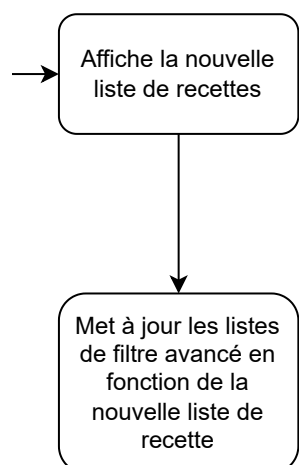 Affiche la nouvelle
liste de recettes
Met à jour les listes
de filtre avancé en
fonction de la
nouvelle liste de
recette